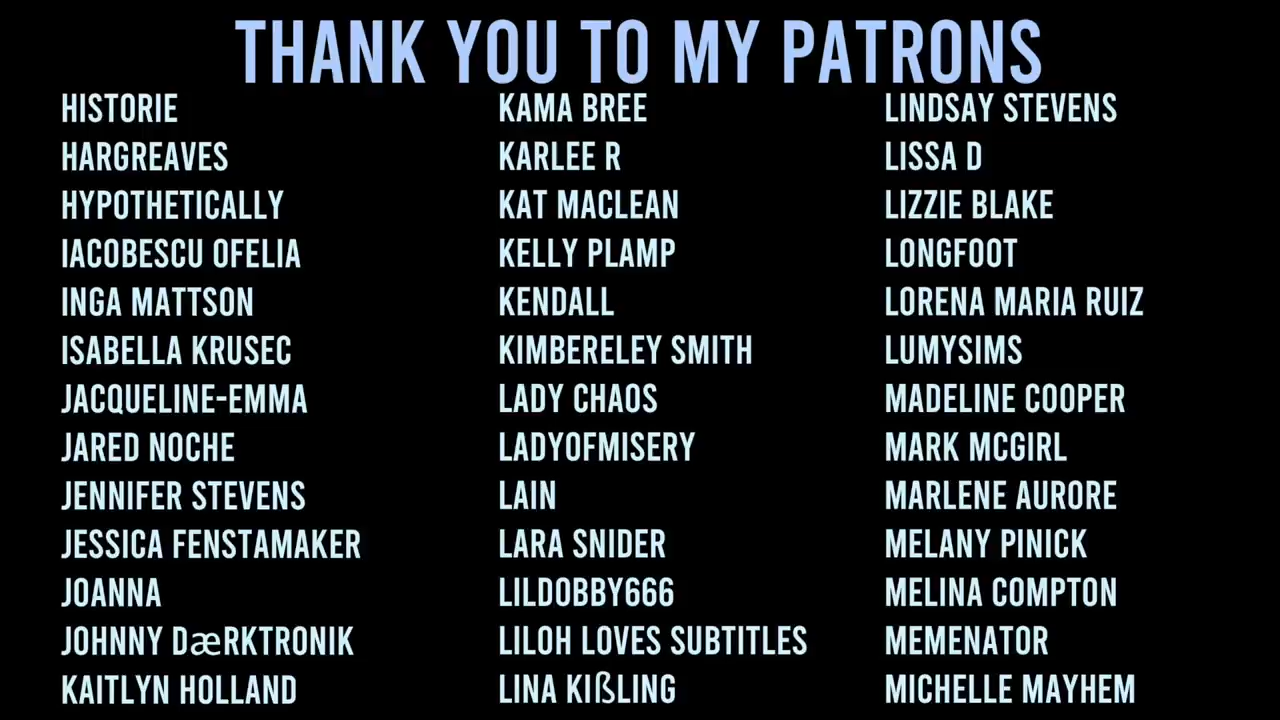 THANK YOU TO MY PATRONS
HISTORIE
HARGREAVES
HYPOTHETICALLY
IACOBESCU OFELIA
INGA MATTSON
ISABELLA KRUSEC
JACQUELINE-EMMA
JARED NOCHE
JENNIFER STEVENS
JESSICA FENSTAMAKER
JOANNA
JOHNNY DæRKTRONIK
KAITLYN HOLLAND
KAMA BREE
KARLEE R
KAT MACLEAN
KELLY PLAMP
KENDALL
KIMBERELEY SMITH
LADY CHAOS
LADYOFMISERY
LAIN
LARA SNIDER
LILDOBBY666
LILOH LOVES SUBTITLES
LINA KIßLING
LINDSAY STEVENS
LISSA D
LIZZIE BLAKE
LONGFOOT
LORENA MARIA RUIZ
LUMYSIMS
MADELINE COOPER
MARK MCGIRL
MARLENE AURORE
MELANY PINICK
MELINA COMPTON
MEMENATOR
MICHELLE MAYHEM